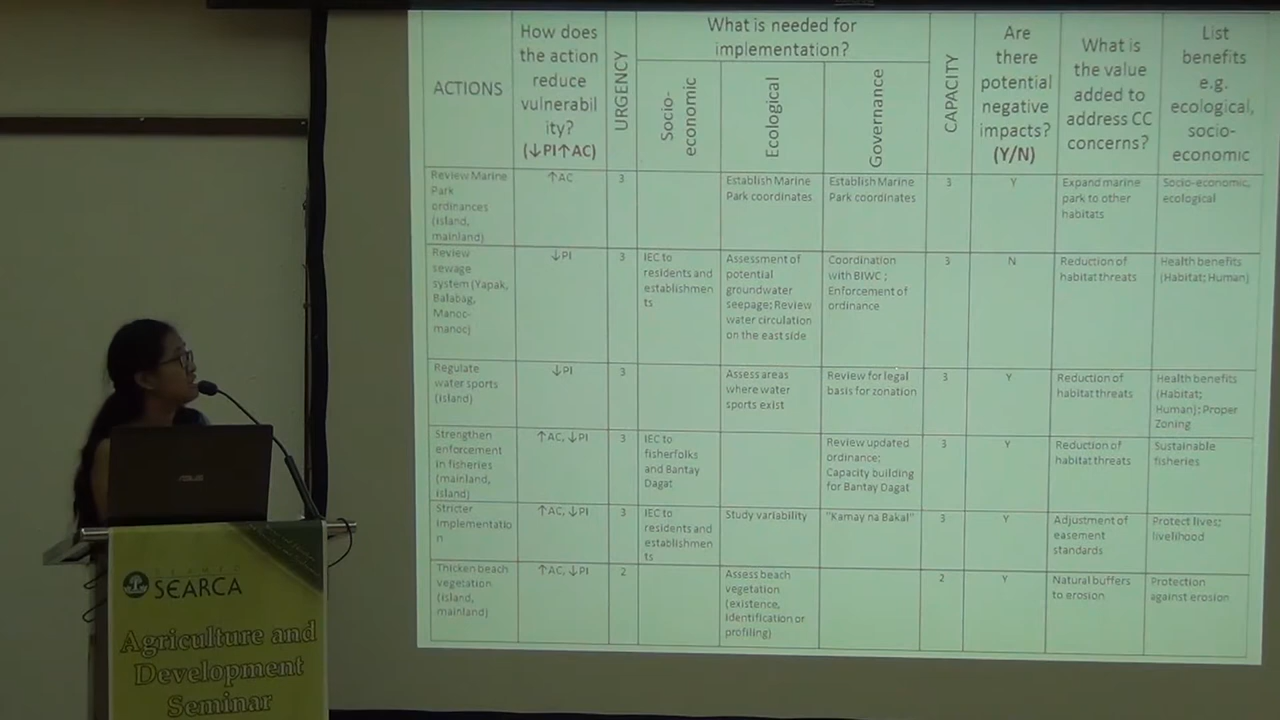 ACTIONS
How does
the action
reduce
vulnerabil
ity?
(↓PI↑AC)
URGENCY
What is needed for
implementation?
Socio-
economic
Ecological
Governance
CAPACITY
Are
there
potential
negative
impacts?
(Y/N)
What is
the value
added to
address CC
concerns?
List
benefits
e.g.
ecological,
socio-
economic
Review Marine
Park
ordinances
(island,
mainland)
↑AC
3
Establish Marine
Park coordinates
Establish Marine
Park coordinates
3
Y
Expand marine
park to other
habitats
Socio-economic,
ecological
Review
sewage
system (Yapak,
Balabag,
Manoc-
manoc)
↓PI
3
IEC to
residents and
establishmen
ts
Assessment of
potential
groundwater
seepage; Review
water circulation
on the east side
Coordination
with BIWC ;
Enforcement of
ordinance
3
N
Reduction of
habitat threats
Health benefits
(Habitat; Human)
Regulate
water sports
(island)
↓PI
3
Assess areas
where water
sports exist
Review for legal
basis for zonation
3
Y
Reduction of
habitat threats
Health benefits
(Habitat;
Human); Proper
Zoning
Strengthen
enforcement
in fisheries
(mainland,
island)
↑AC, ↓PI
3
IEC to
fisherfolks
and Bantay
Dagat
Review updated
ordinance;
Capacity building
for Bantay Dagat
3
Y
Reduction of
habitat threats
Sustainable
fisheries
Stricter
implementatio
n
↑AC, ↓PI
3
IEC to
residents and
establishmen
ts
Study variability
"Kamay na Bakal"
3
Y
Adjustment of
easement
standards
Protect lives;
livelihood
Thicken beach
vegetation
(island,
mainland)
↑AC, ↓PI
2
Assess beach
vegetation
(existence,
identification or
profiling)
2
Y
Natural buffers
to erosion
Protection
against erosion
ASUS
SEARCA
Agriculture and
Development
Seminar